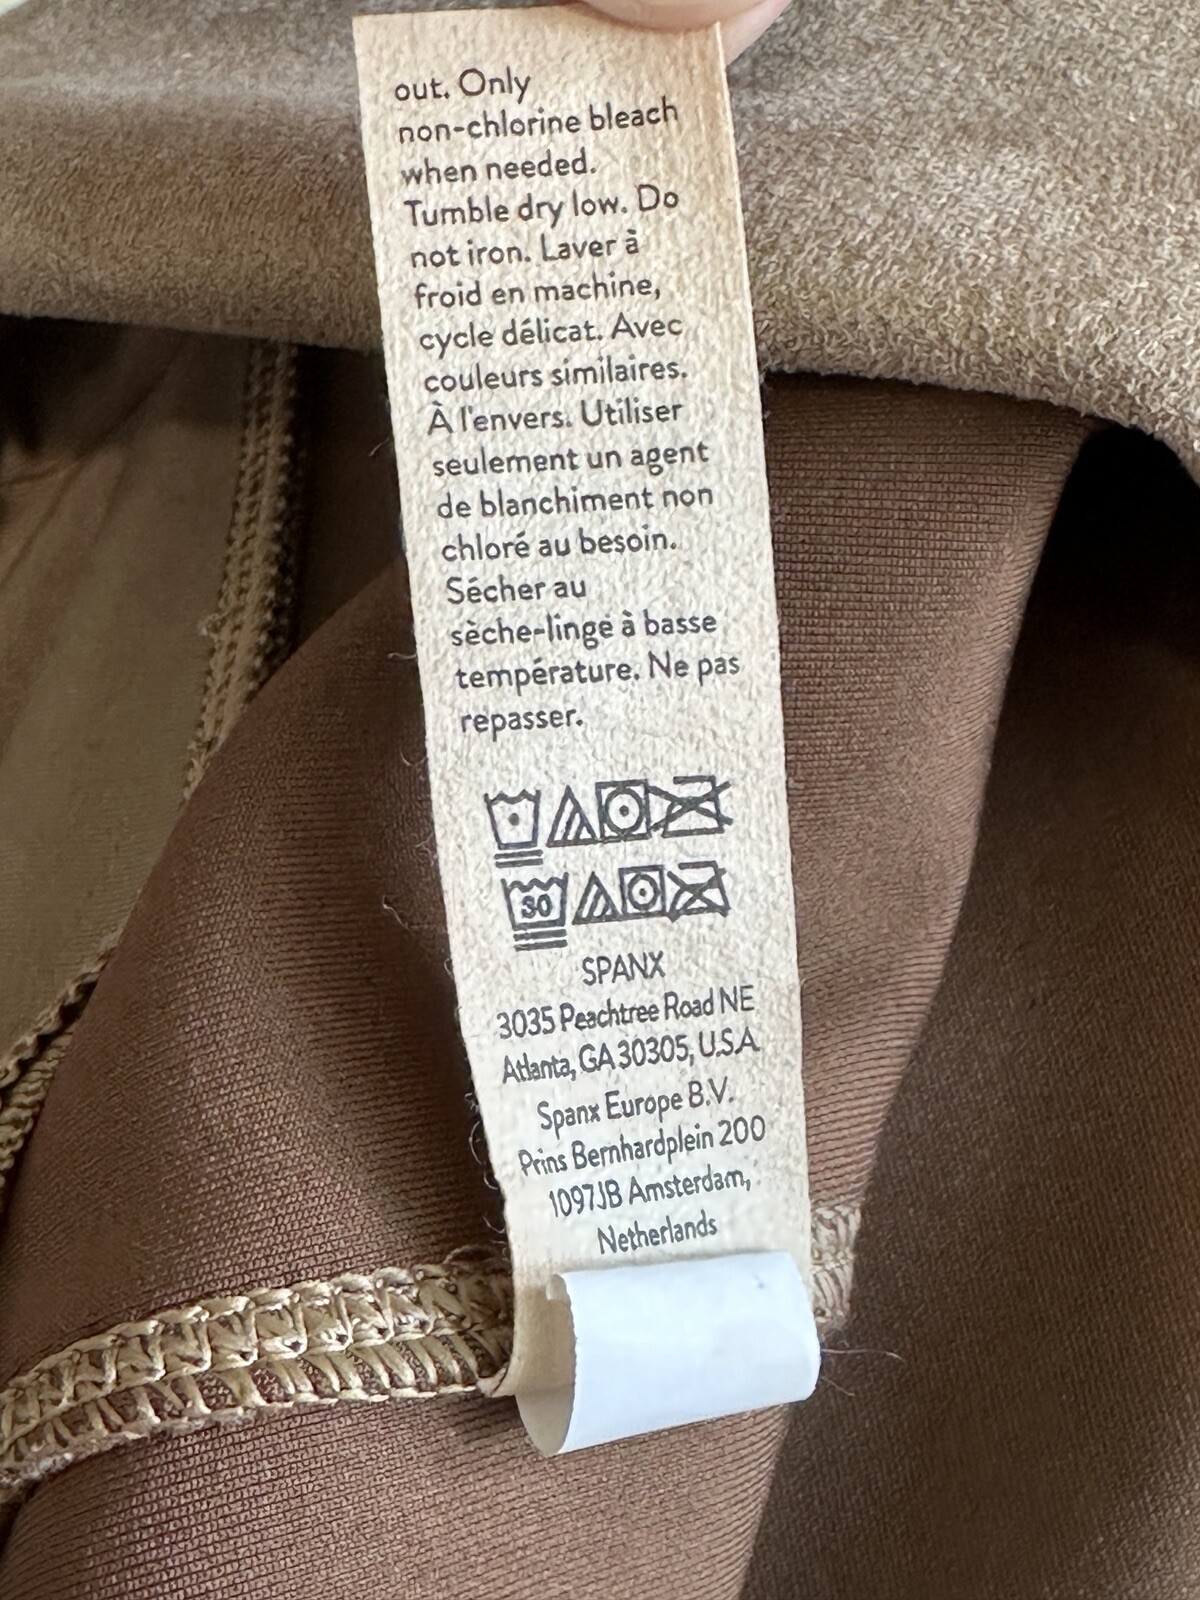 out. Only
non-chlorine bleach
when needed.
Tumble dry low. Do
not iron. Laver à
froid en machine,
cycle délicat. Avec
couleurs similaires.
À l'envers. Utiliser
seulement un agent
de blanchiment non
chloré au besoin.
Sécher au
sèche-linge à basse
température. Ne pas
repasser.
30
SPANX
3035 Peachtree Road NE
Atlanta, GA 30305, U.S.A.
Spanx Europe B.V.
Prins Bernhardplein 200
1097JB Amsterdam,
Netherlands